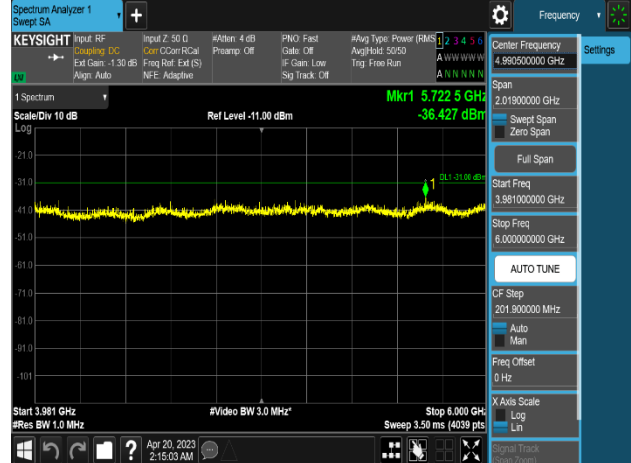 Spectrum Analyzer 1
Swept SA
Frequency
KEYSIGHT
Input: RF
Coupling: DC
Ext Gain: -1.30 dB
Align: Auto
Input Z: 50 Ω
Corr CCorr RCal
Freq Ref: Ext (S)
NFE: Adaptive
#Atten: 4 dB
Preamp: Off
PNO: Fast
Gate: Off
IF Gain: Low
Sig Track: Off
#Avg Type: Power (RMS
Avg|Hold: 50/50
Trig: Free Run
1 2 3 4 5 6
A W W W W W
A N N N N N
LXI
1 Spectrum
Scale/Div 10 dB
Log
Ref Level -11.00 dBm
Mkr1 5.722 5 GHz
-36.427 dBm
-21.0
-31.0
-41.0
-51.0
-61.0
-71.0
-81.0
-91.0
-101
1
DL1 -31.00 dBm
Start 3.981 GHz
#Res BW 1.0 MHz
#Video BW 3.0 MHz*
Stop 6.000 GHz
Sweep 3.50 ms (4039 pts
Apr 20, 2023
2:15:03 AM
Settings
Center Frequency
4.990500000 GHz
Span
2.01900000 GHz
Swept Span
Zero Span
Full Span
Start Freq
3.981000000 GHz
Stop Freq
6.000000000 GHz
AUTO TUNE
CF Step
201.900000 MHz
Auto
Man
Freq Offset
0 Hz
X Axis Scale
Log
Lin
Signal Track
(Span Zoom)